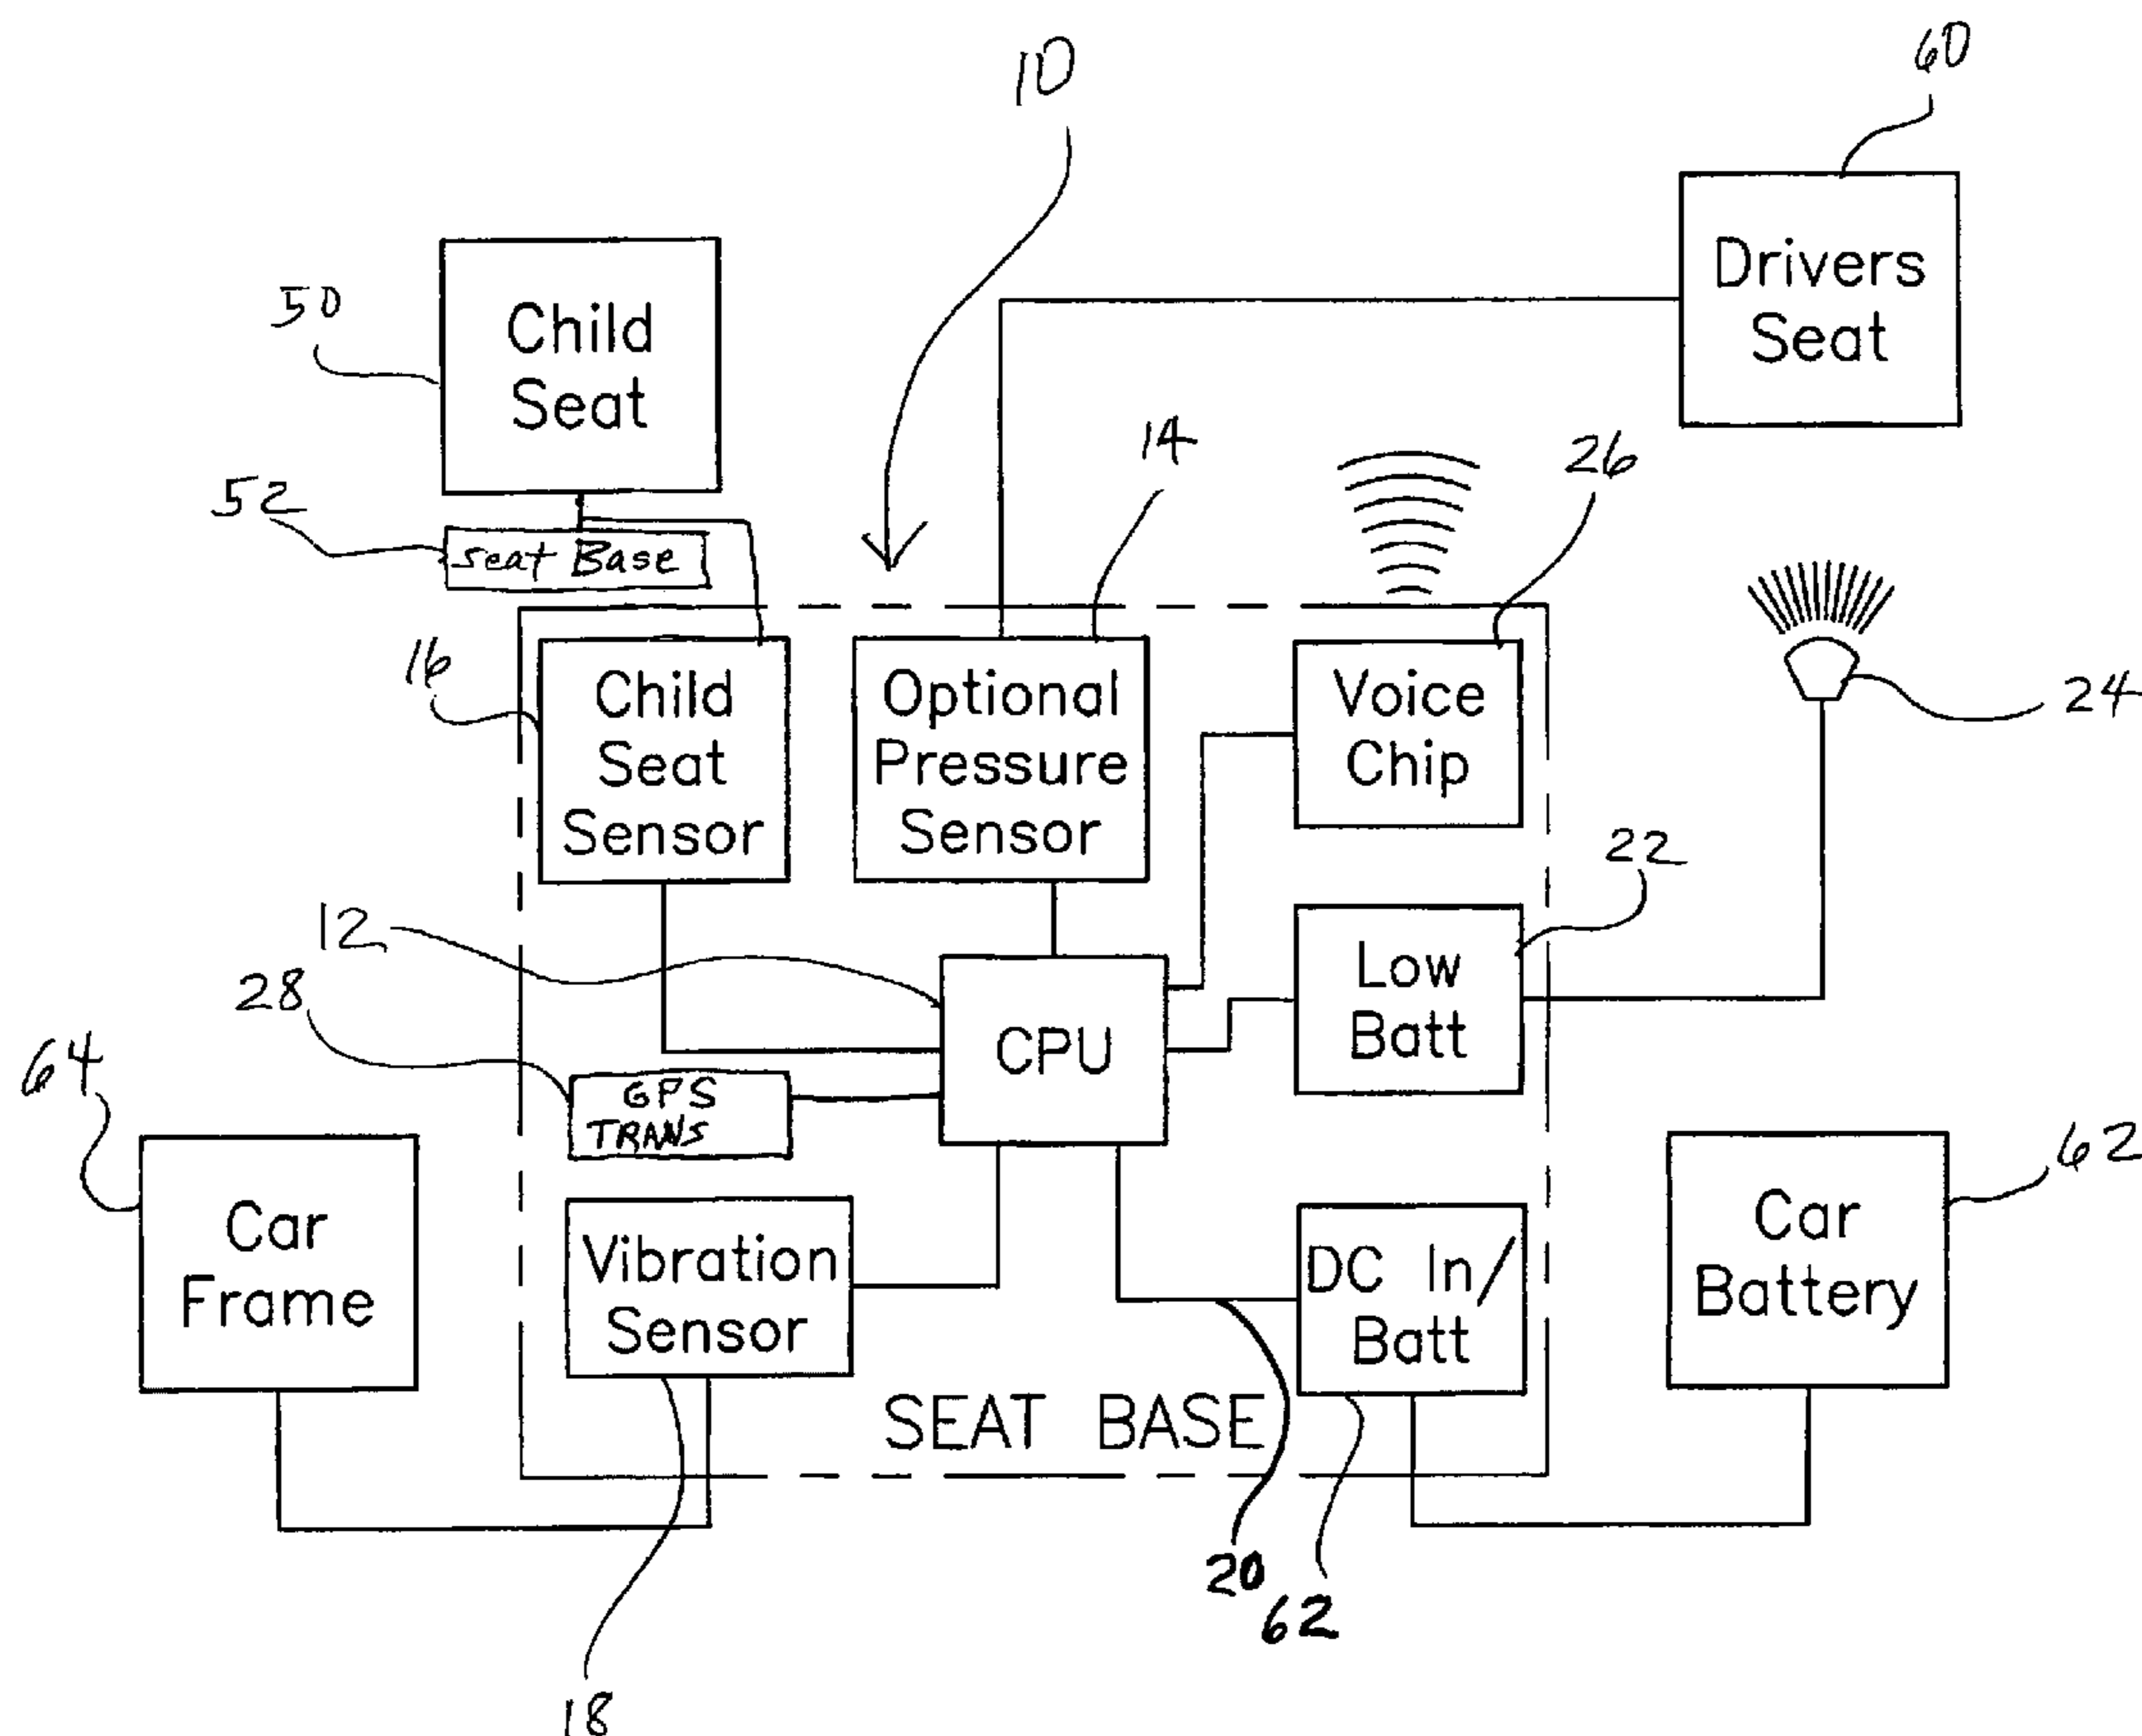 10
60
Drivers
Seat
50
Child
Seat
14
26
52
Seat Base
16
Child
Seat
Sensor
Optional
Pressure
Sensor
Voice
Chip
24
22
12
28
Low
Batt
CPU
64
GPS
TRANS
62
Car
Frame
Vibration
Sensor
DC In/
Batt
Car
Battery
SEAT BASE
20
62
18